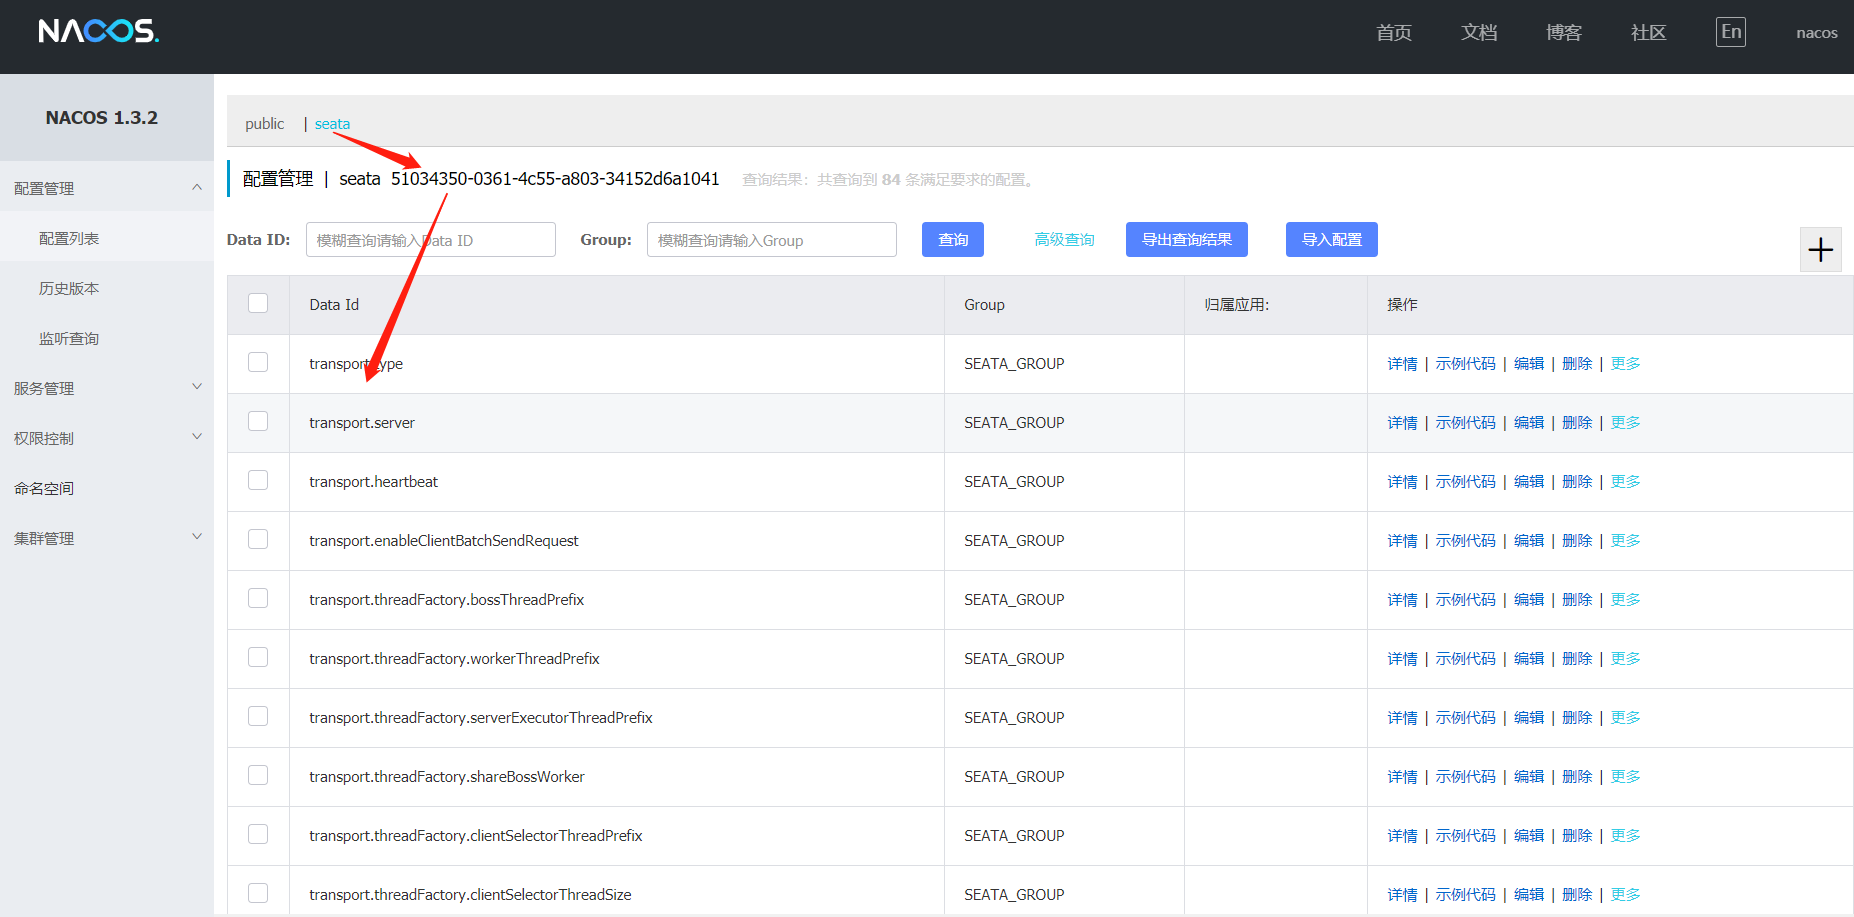 NACOS.
首页 文档 博客 社区 En nacos
NACOS 1.3.2
配置管理
配置列表
历史版本
监听查询
服务管理
权限控制
命名空间
集群管理
public | seata
配置管理 | seata 51034350-0361-4c55-a803-34152d6a1041 查询结果：共查询到 84 条满足要求的配置。
Data ID: 模糊查询请输入Data ID Group: 模糊查询请输入Group 查询 高级查询 导出查询结果 导入配置
Data Id Group 归属应用: 操作
transport.type SEATA_GROUP 详情 | 示例代码 | 编辑 | 删除 | 更多
transport.server SEATA_GROUP 详情 | 示例代码 | 编辑 | 删除 | 更多
transport.heartbeat SEATA_GROUP 详情 | 示例代码 | 编辑 | 删除 | 更多
transport.enableClientBatchSendRequest SEATA_GROUP 详情 | 示例代码 | 编辑 | 删除 | 更多
transport.threadFactory.bossThreadPrefix SEATA_GROUP 详情 | 示例代码 | 编辑 | 删除 | 更多
transport.threadFactory.workerThreadPrefix SEATA_GROUP 详情 | 示例代码 | 编辑 | 删除 | 更多
transport.threadFactory.serverExecutorThreadPrefix SEATA_GROUP 详情 | 示例代码 | 编辑 | 删除 | 更多
transport.threadFactory.shareBossWorker SEATA_GROUP 详情 | 示例代码 | 编辑 | 删除 | 更多
transport.threadFactory.clientSelectorThreadPrefix SEATA_GROUP 详情 | 示例代码 | 编辑 | 删除 | 更多
transport.threadFactory.clientSelectorThreadSize SEATA_GROUP 详情 | 示例代码 | 编辑 | 删除 | 更多